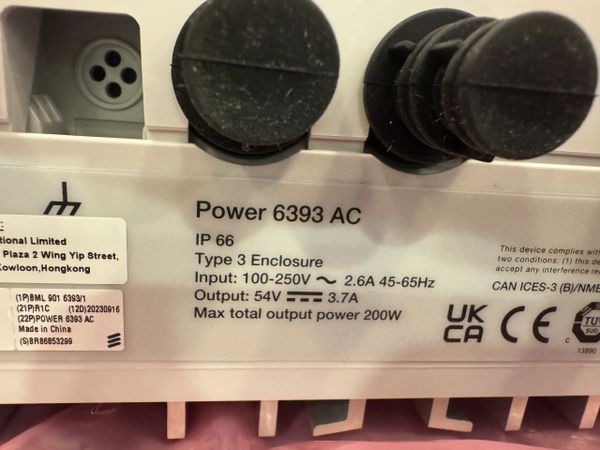 Power 6393 AC
IP 66
Type 3 Enclosure
Input: 100-250V ∼ 2.6A 45-65Hz
Output: 54V ⎓ 3.7A
Max total output power 200W
tional Limited
Plaza 2 Wing Yip Street,
Kowloon,Hongkong
(1P)BML 901 6393/1
(21P)R1C (12D)20230916
(22P)POWER 6393 AC
Made in China
(S)BR86853299
This device complies with
two conditions: (1) this de
accept any interference re
CAN ICES-3 (B)/NMB
UK
CA
CE
c
TÜV
SUD
13890